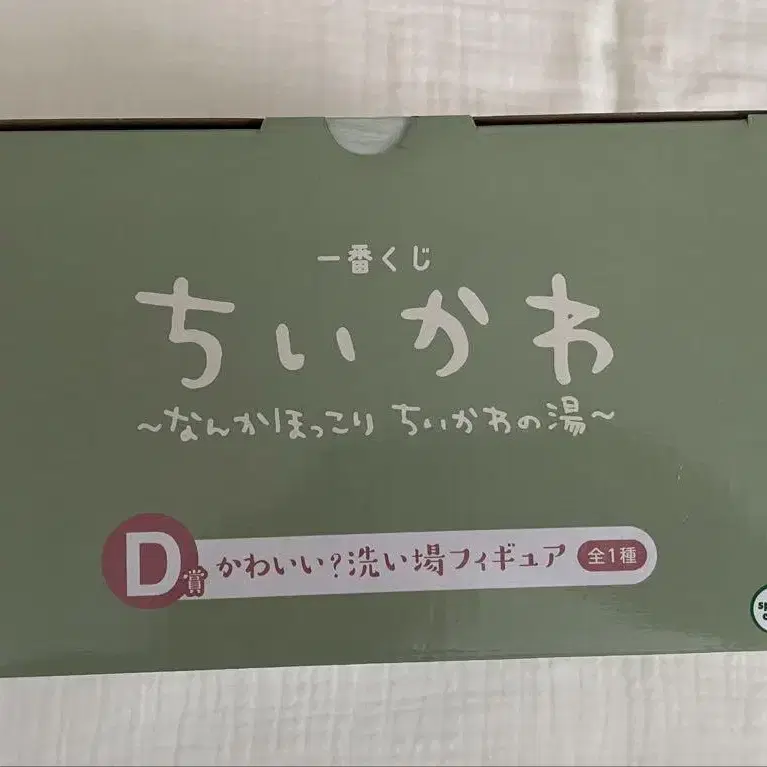 一番くじ
ちいかわ
~なんかほっこり ちいかわの湯~
D賞 かわいい?洗い場フィギュア 全1種